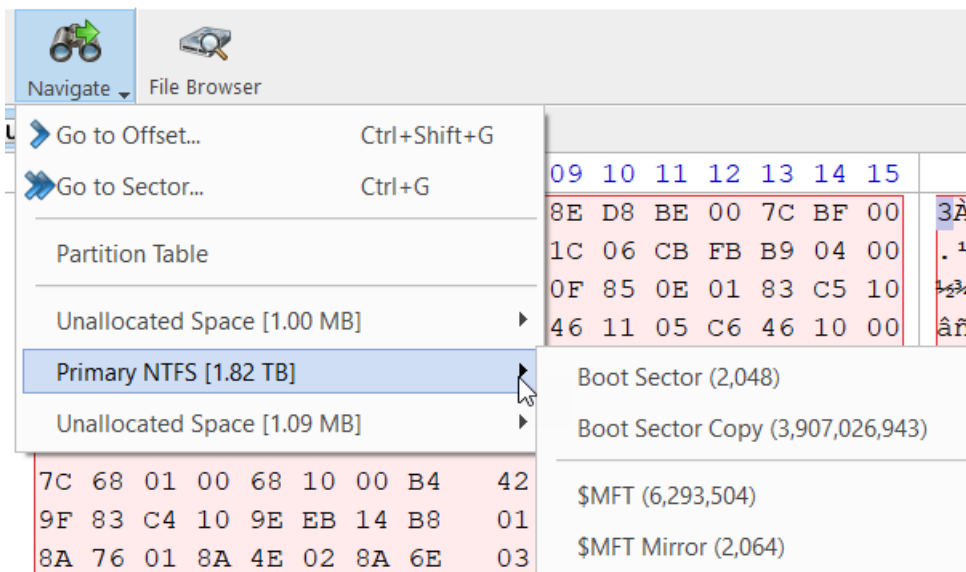 Navigate
File Browser
Go to Offset... Ctrl+Shift+G
Go to Sector... Ctrl+G
Partition Table
Unallocated Space [1.00 MB]
Primary NTFS [1.82 TB]
Unallocated Space [1.09 MB]
Boot Sector (2,048)
Boot Sector Copy (3,907,026,943)
$MFT (6,293,504)
$MFT Mirror (2,064)
09 10 11 12 13 14 15
8E D8 BE 00 7C BF 00 3À
1C 06 CB FB B9 04 00
0F 85 0E 01 83 C5 10 ½¾
46 11 05 C6 46 10 00 âñ
7C 68 01 00 68 10 00 B4 42
9F 83 C4 10 9E EB 14 B8 01
8A 76 01 8A 4E 02 8A 6E 03